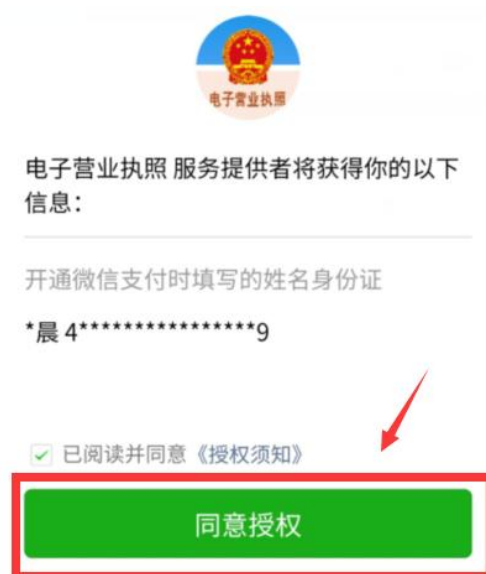 电子营业执照
电子营业执照 服务提供者将获得你的以下
信息：
开通微信支付时填写的姓名身份证
*晨 4****************9
已阅读并同意《授权须知》
同意授权